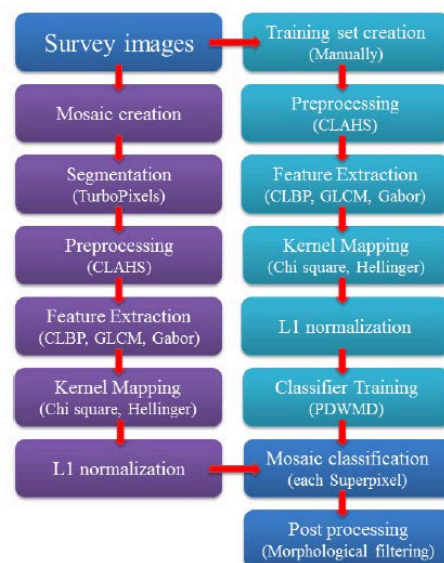 Survey images
Mosaic creation
Segmentation
(TurboPixels)
Preprocessing
(CLAHS)
Feature Extraction
(CLBP, GLCM, Gabor)
Kernel Mapping
(Chi square, Hellinger)
L1 normalization
Training set creation
(Manually)
Preprocessing
(CLAHS)
Feature Extraction
(CLBP, GLCM, Gabor)
Kernel Mapping
(Chi square, Hellinger)
L1 normalization
Classifier Training
(PDWMD)
Mosaic classification
(each Superpixel)
Post processing
(Morphological filtering)